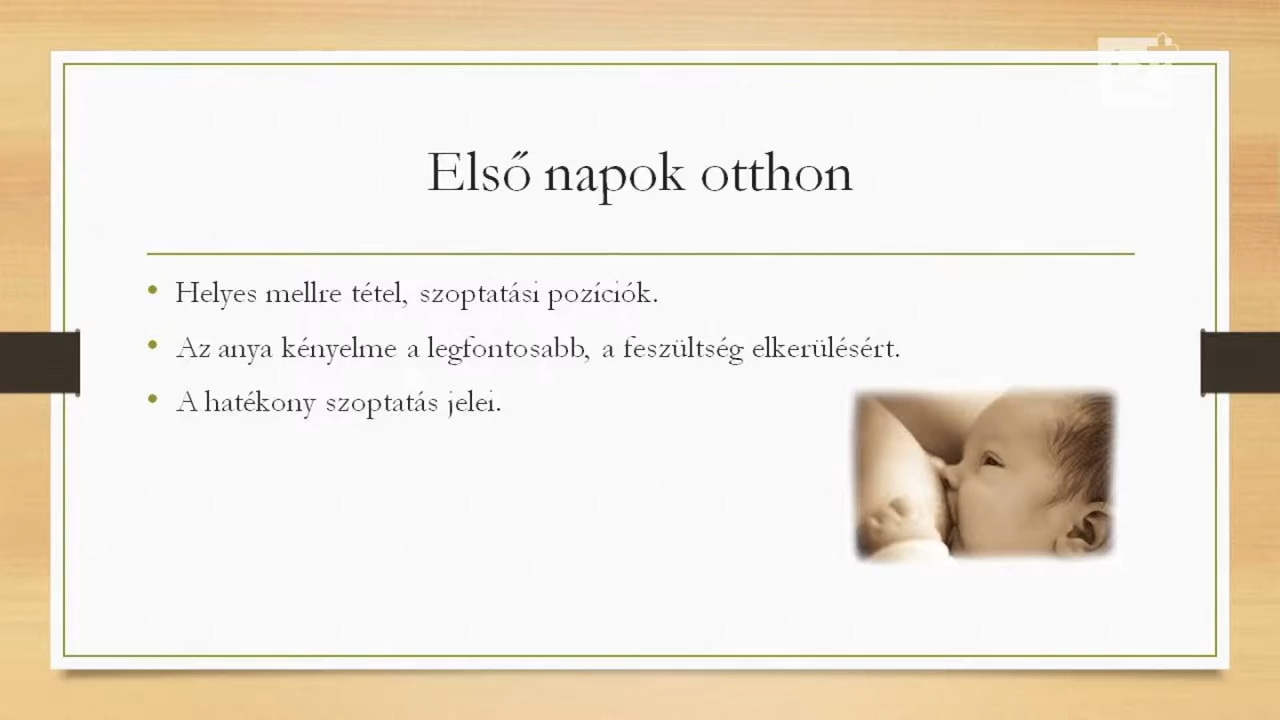 Első napok otthon
Helyes mellre tétel, szoptatási pozíciók.
Az anya kényelme a legfontosabb, a feszültség elkerülésért.
A hatékony szoptatás jelei.